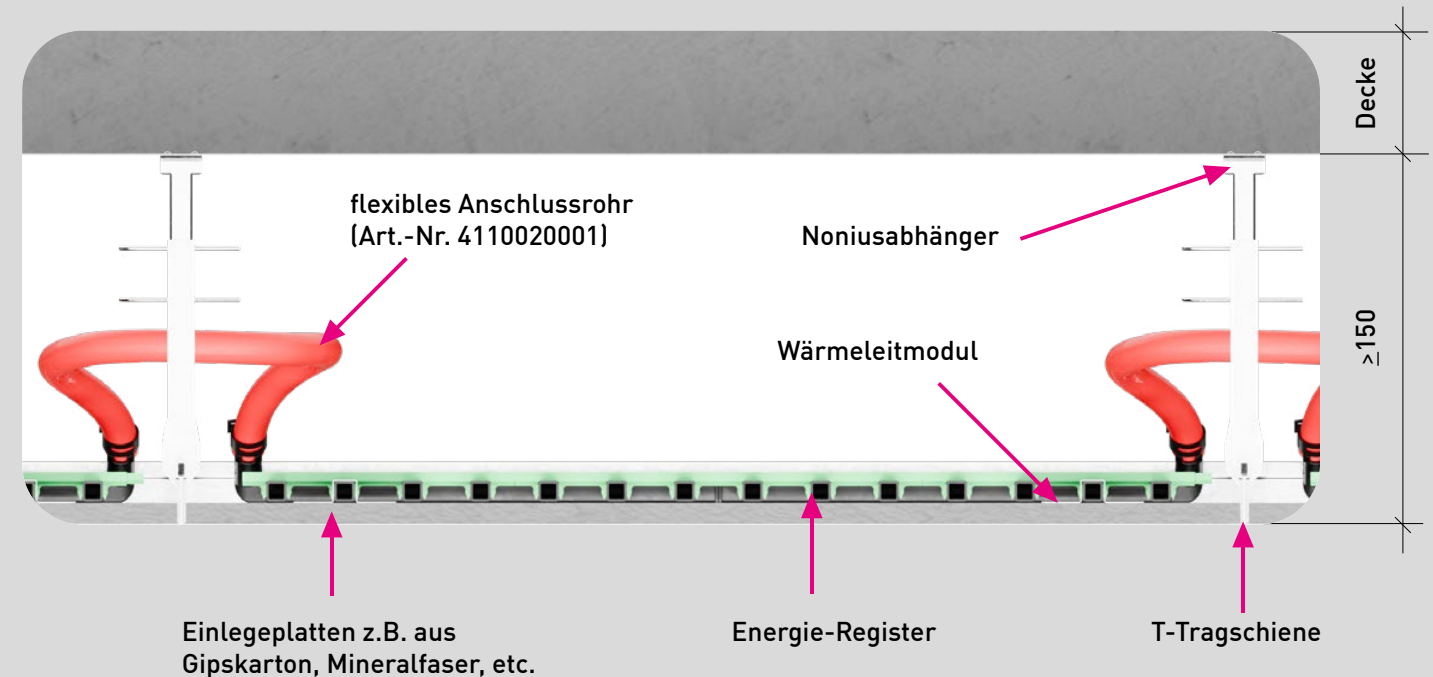 Decke
flexibles Anschlussrohr
(Art.-Nr. 4110020001)
Noniusabhänger
≥150
Wärmeleitmodul
Einlegeplatten z.B. aus
Gipskarton, Mineralfaser, etc.
Energie-Register
T-Tragschiene